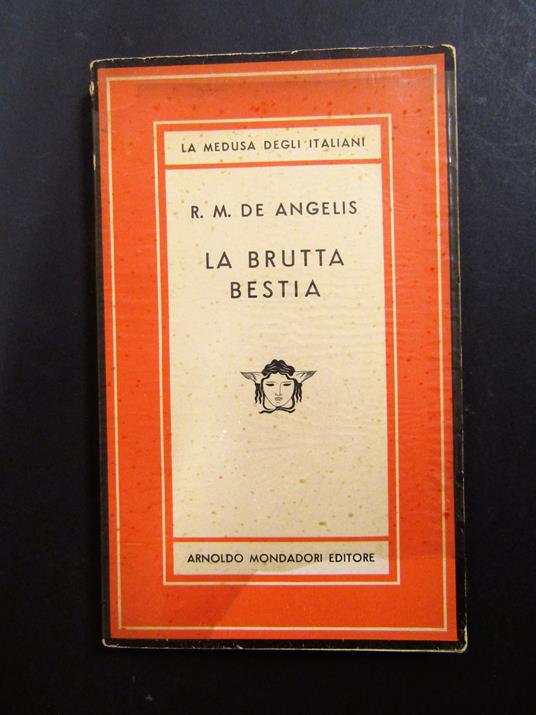 LA MEDUSA DEGLI ITALIANI
R. M. DE ANGELIS
LA BRUTTA
BESTIA
ARNOLDO MONDADORI EDITORE